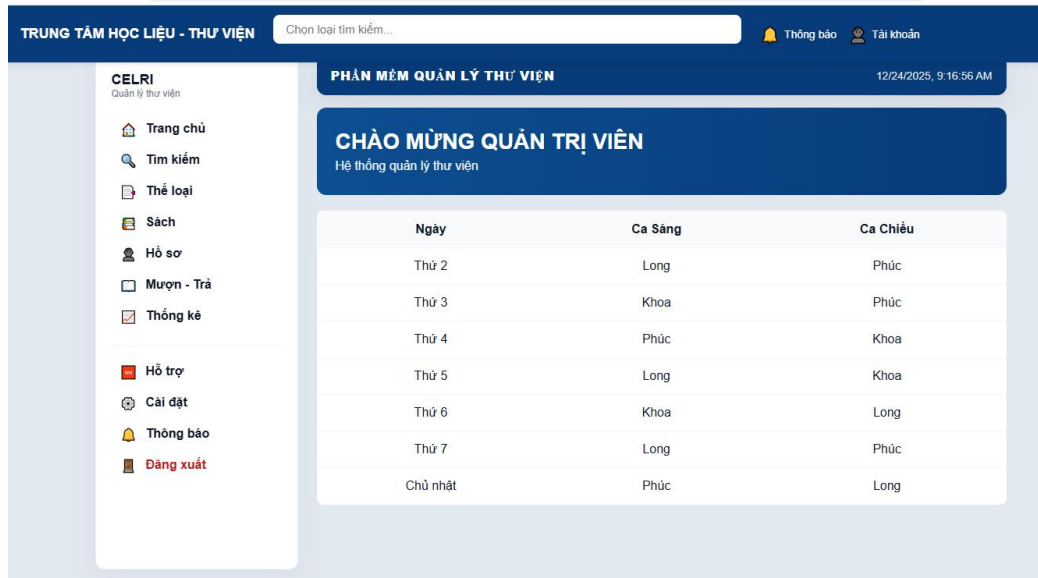 TRUNG TÂM HỌC LIỆU - THƯ VIỆN
Chọn loại tìm kiếm...
Thông báo
Tài khoản
CELRI
Quản lý thư viện
Trang chủ
Tìm kiếm
Thể loại
Sách
Hồ sơ
Mượn - Trả
Thống kê
Hỗ trợ
Cài đặt
Thông báo
Đăng xuất
PHẦN MỀM QUẢN LÝ THƯ VIỆN
12/24/2025, 9:16:56 AM
CHÀO MỪNG QUẢN TRỊ VIÊN
Hệ thống quản lý thư viện
Ngày Ca Sáng Ca Chiều
Thứ 2 Long Phúc
Thứ 3 Khoa Phúc
Thứ 4 Phúc Khoa
Thứ 5 Long Khoa
Thứ 6 Khoa Long
Thứ 7 Long Phúc
Chủ nhật Phúc Long